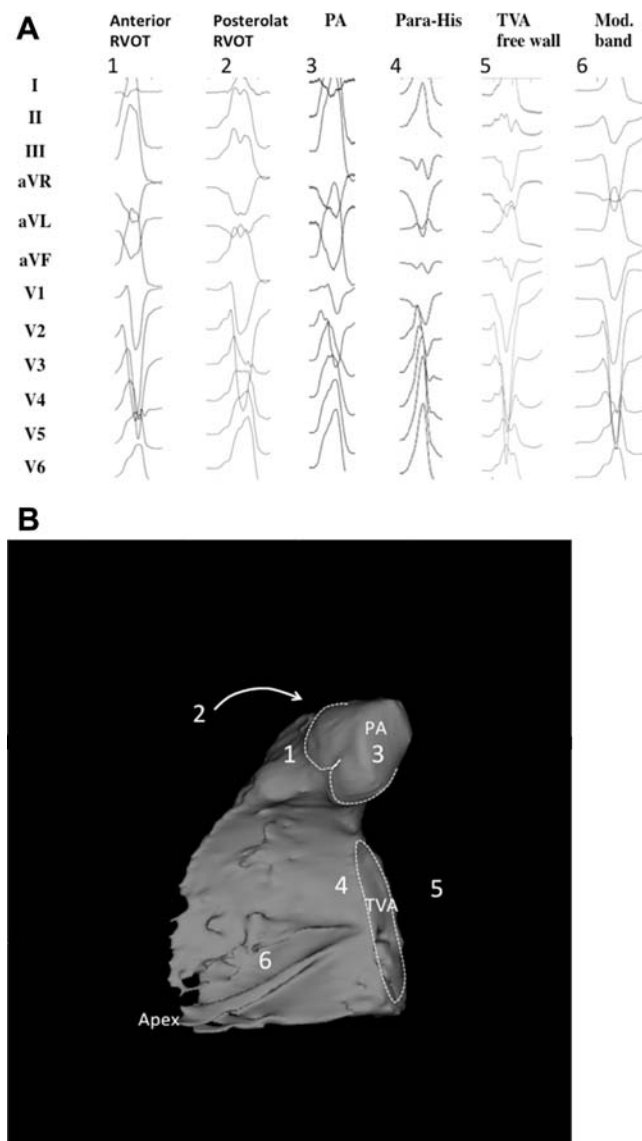 A
Anterior RVOT
Posterolat RVOT
PA
Para-His
TVA free wall
Mod. band
1 2 3 4 5 6
I
II
III
aVR
aVL
aVF
V1
V2
V3
V4
V5
V6
B
2
PA
1 3
4 5
TVA
6
Apex